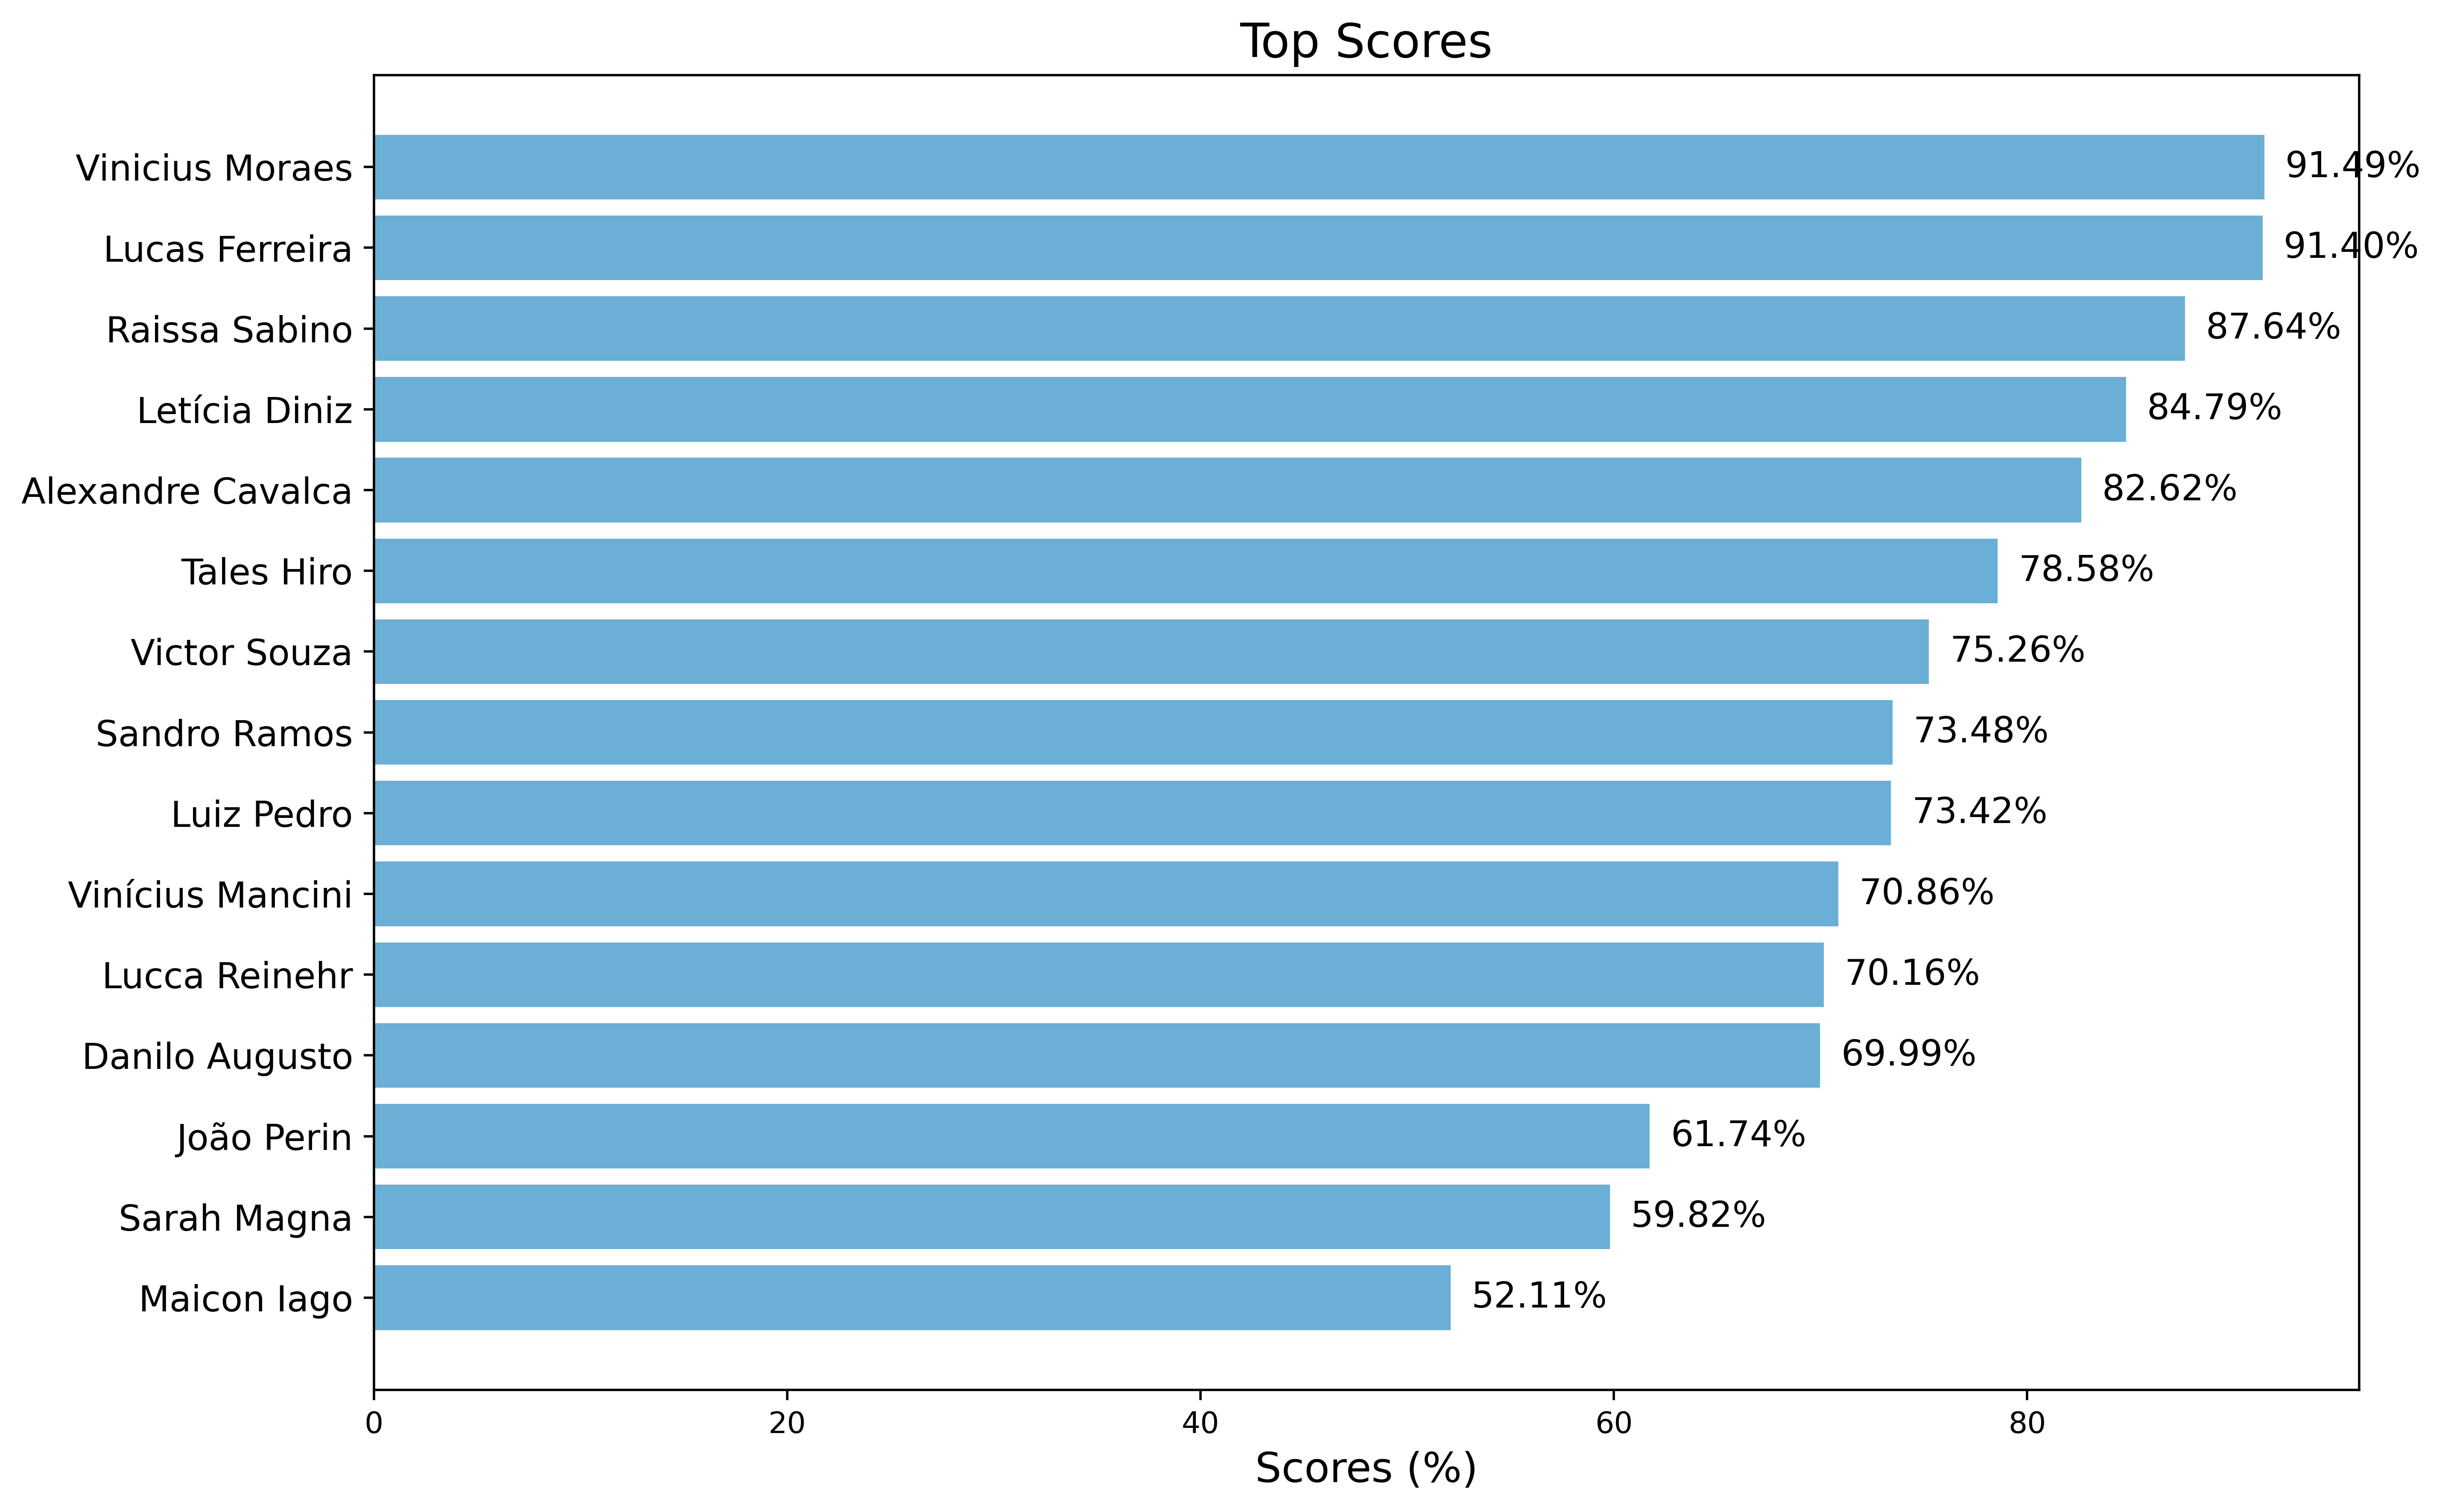 Top Scores
Vinicius Moraes 91.49%
Lucas Ferreira 91.40%
Raissa Sabino 87.64%
Letícia Diniz 84.79%
Alexandre Cavalca 82.62%
Tales Hiro 78.58%
Victor Souza 75.26%
Sandro Ramos 73.48%
Luiz Pedro 73.42%
Vinícius Mancini 70.86%
Lucca Reinehr 70.16%
Danilo Augusto 69.99%
João Perin 61.74%
Sarah Magna 59.82%
Maicon Iago 52.11%
0 20 40 60 80
Scores (%)